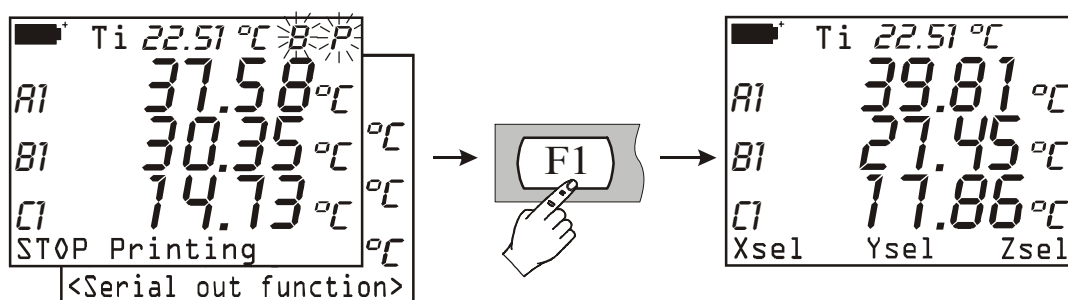 Ti 22.51 °C B P
A1 37.58 °C
B1 30.35 °C
C1 14.73 °C
STOP Printing
°C
°C
°C
<Serial out function>
F1
Ti 22.51 °C
A1 39.81 °C
B1 27.45 °C
C1 17.86 °C
Xsel Ysel Zsel